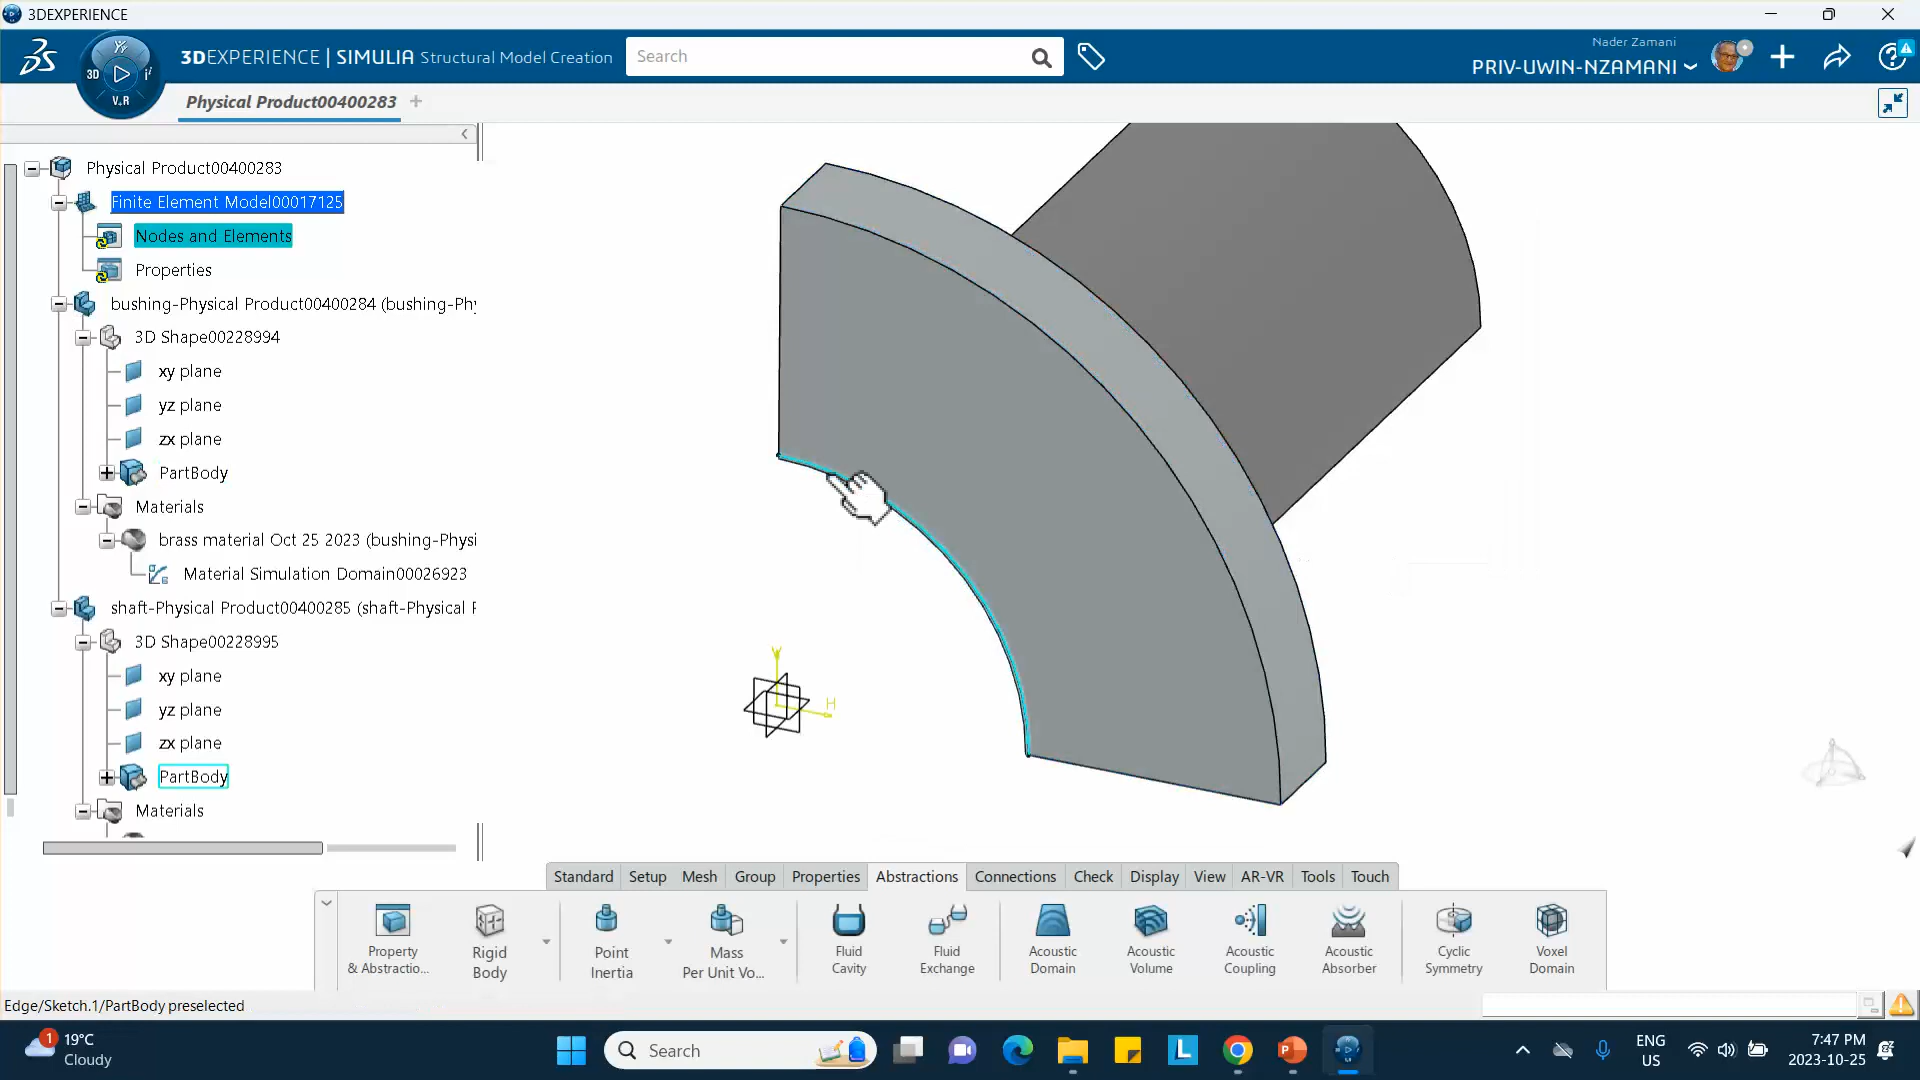 3DEXPERIENCE
3DEXPERIENCE | SIMULIA Structural Model Creation
Search
Nader Zamani
PRIV-UWIN-NZAMANI
3D
V.R
Physical Product00400283
Physical Product00400283
Finite Element Model00017125
Nodes and Elements
Properties
bushing-Physical Product00400284 (bushing-Phy
3D Shape00228994
xy plane
yz plane
zx plane
PartBody
Materials
brass material Oct 25 2023 (bushing-Physi
Material Simulation Domain00026923
shaft-Physical Product00400285 (shaft-Physical P
3D Shape00228995
xy plane
yz plane
zx plane
PartBody
Materials
V
H
Standard Setup Mesh Group Properties Abstractions Connections Check Display View AR-VR Tools Touch
Property & Abstractio...
Rigid Body
Point Inertia
Mass Per Unit Vo...
Fluid Cavity
Fluid Exchange
Acoustic Domain
Acoustic Volume
Acoustic Coupling
Acoustic Absorber
Cyclic Symmetry
Voxel Domain
Edge/Sketch.1/PartBody preselected
1
19°C
Cloudy
Search
L
ENG
US
7:47 PM
2023-10-25